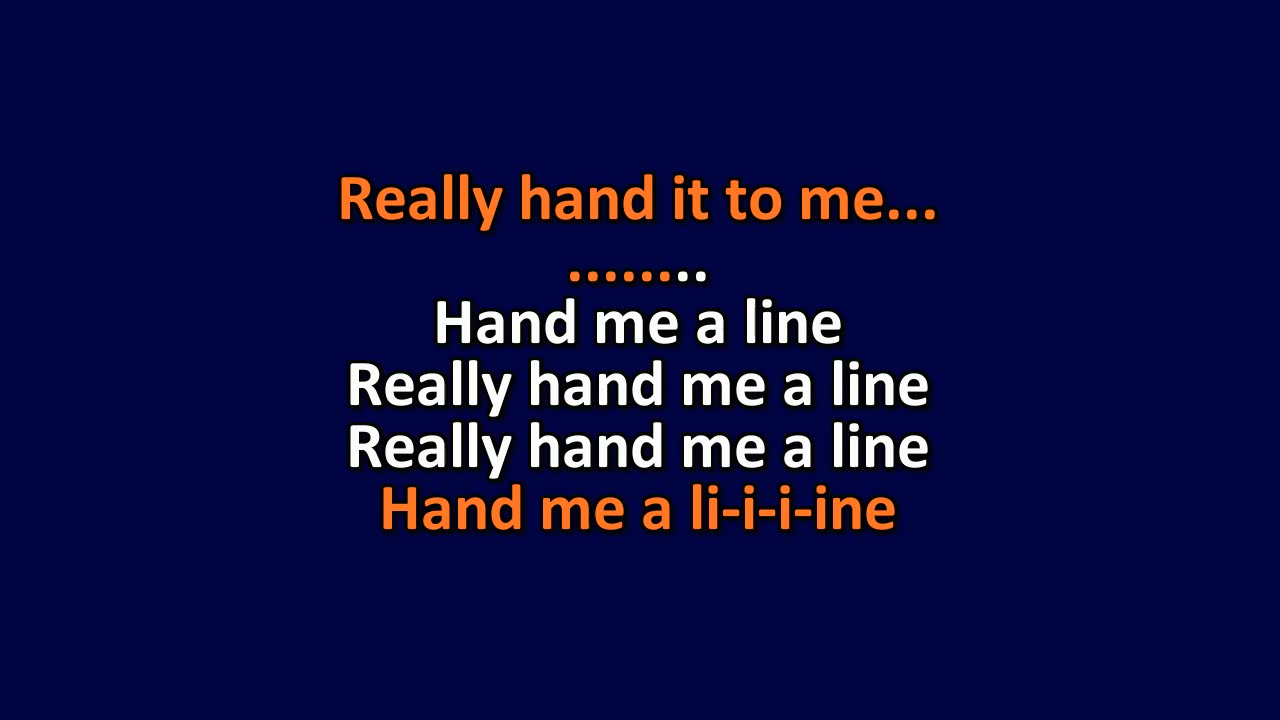 Really hand it to me...
........
Hand me a line
Really hand me a line
Really hand me a line
Hand me a li-i-i-ine